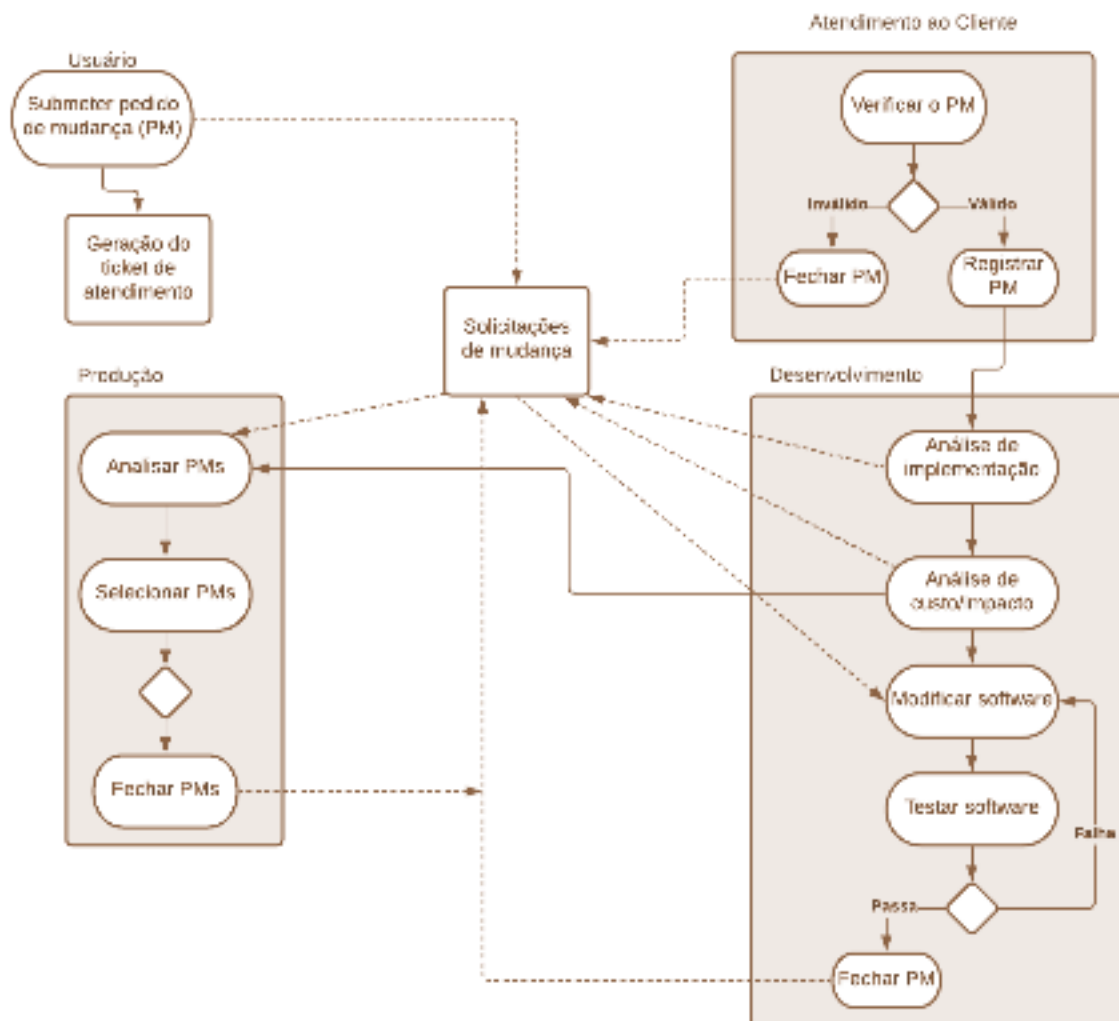 Atendimento ao Cliente
Usuário
Submeter pedido
de mudança (PM)
Verificar o PM
Inválido
Válido
Geração do
ticket de
atendimento
Fechar PM
Registrar
PM
Solicitações
de mudança
Produção
Desenvolvimento
Analisar PMs
Análise de
implementação
Selecionar PMs
Análise de
custo/impacto
Modificar software
Fechar PMs
Testar software
Falha
Passa
Fechar PM